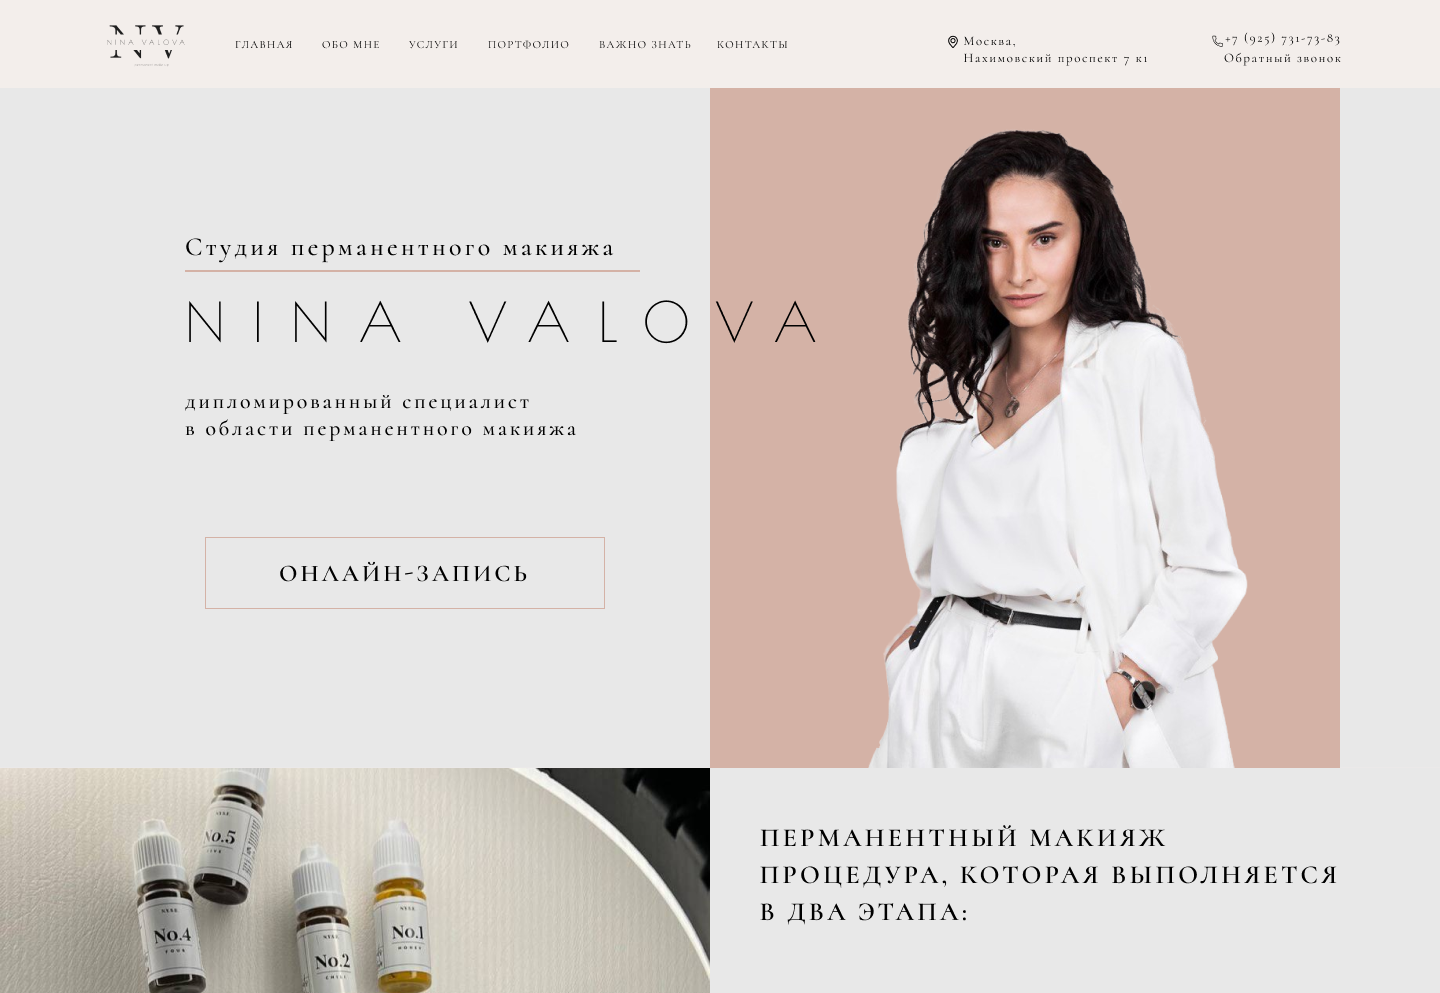 NINA VALOVA
ГЛАВНАЯ
ОБО МНЕ
УСЛУГИ
ПОРТФОЛИО
ВАЖНО ЗНАТЬ
КОНТАКТЫ
Москва,
Нахимовский проспект 7 к1
+7 (925) 731-73-83
Обратный звонок
Студия перманентного макияжа
NINA VALOVA
дипломированный специалист
в области перманентного макияжа
ОНЛАЙН-ЗАПИСЬ
No.5
No.4
No.2
No.1
ПЕРМАНЕНТНЫЙ МАКИЯЖ
ПРОЦЕДУРА, КОТОРАЯ ВЫПОЛНЯЕТСЯ
В ДВА ЭТАПА: